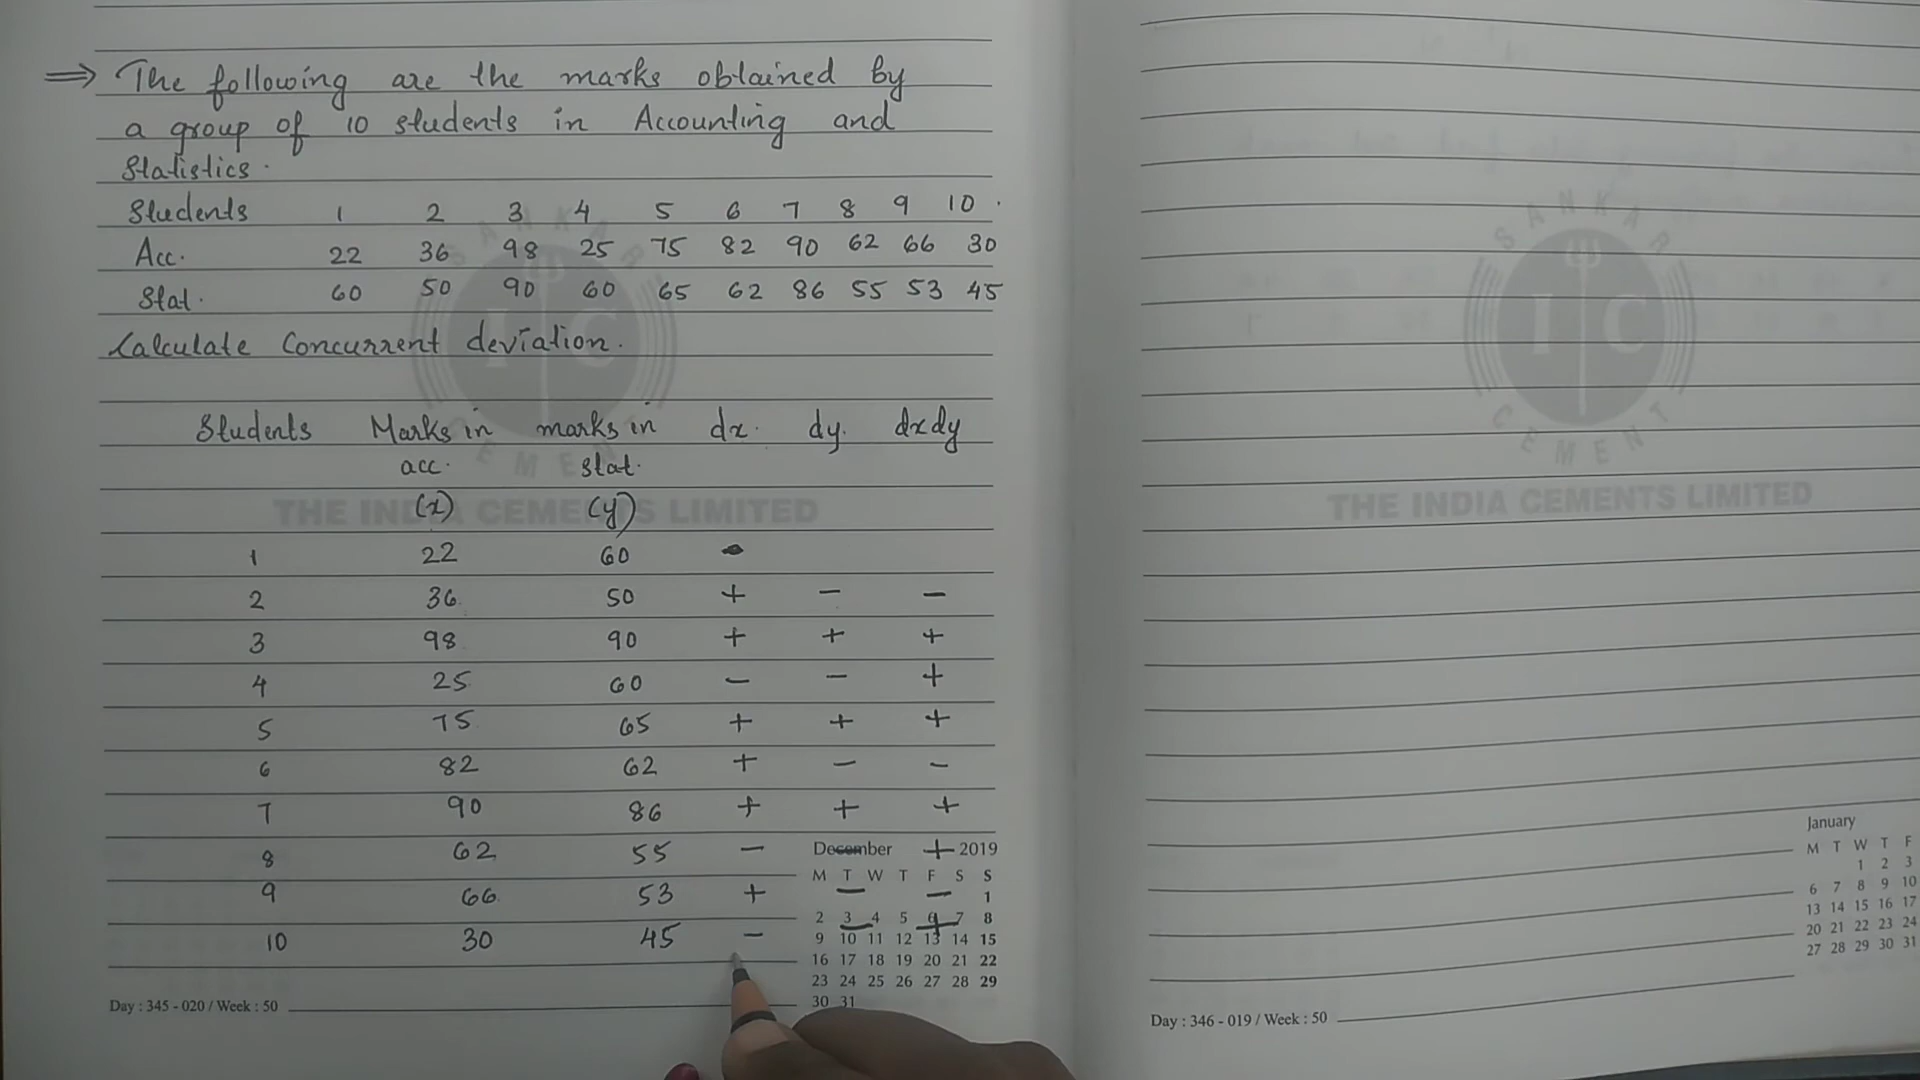 ⇒ The following are the marks obtained by
a group of 10 students in Accounting and
Statistics.
Students 1 2 3 4 5 6 7 8 9 10.
Acc. 22 36 98 25 75 82 90 62 66 30
Stat. 60 50 90 60 65 62 86 55 53 45
Calculate Concurrent deviation.
Students Marks in marks in dx. dy. dxdy
acc. stat.
(x) (y)
1 22 60
2 36 50 + − −
3 98 90 + + +
4 25 60 − − +
5 75 65 + + +
6 82 62 + − −
7 90 86 + + +
8 62 55 − − +
9 66 53 + − −
10 30 45 − − +
December 2019
M T W T F S S
1
2 3 4 5 6 7 8
9 10 11 12 13 14 15
16 17 18 19 20 21 22
23 24 25 26 27 28 29
30 31
Day : 345 - 020 / Week : 50
SANKAR
IC
CEMENT
THE INDIA CEMENTS LIMITED
SANKAR
IC
CEMENT
THE INDIA CEMENTS LIMITED
January
M T W T F
1 2 3
6 7 8 9 10
13 14 15 16 17
20 21 22 23 24
27 28 29 30 31
Day : 346 - 019 / Week : 50